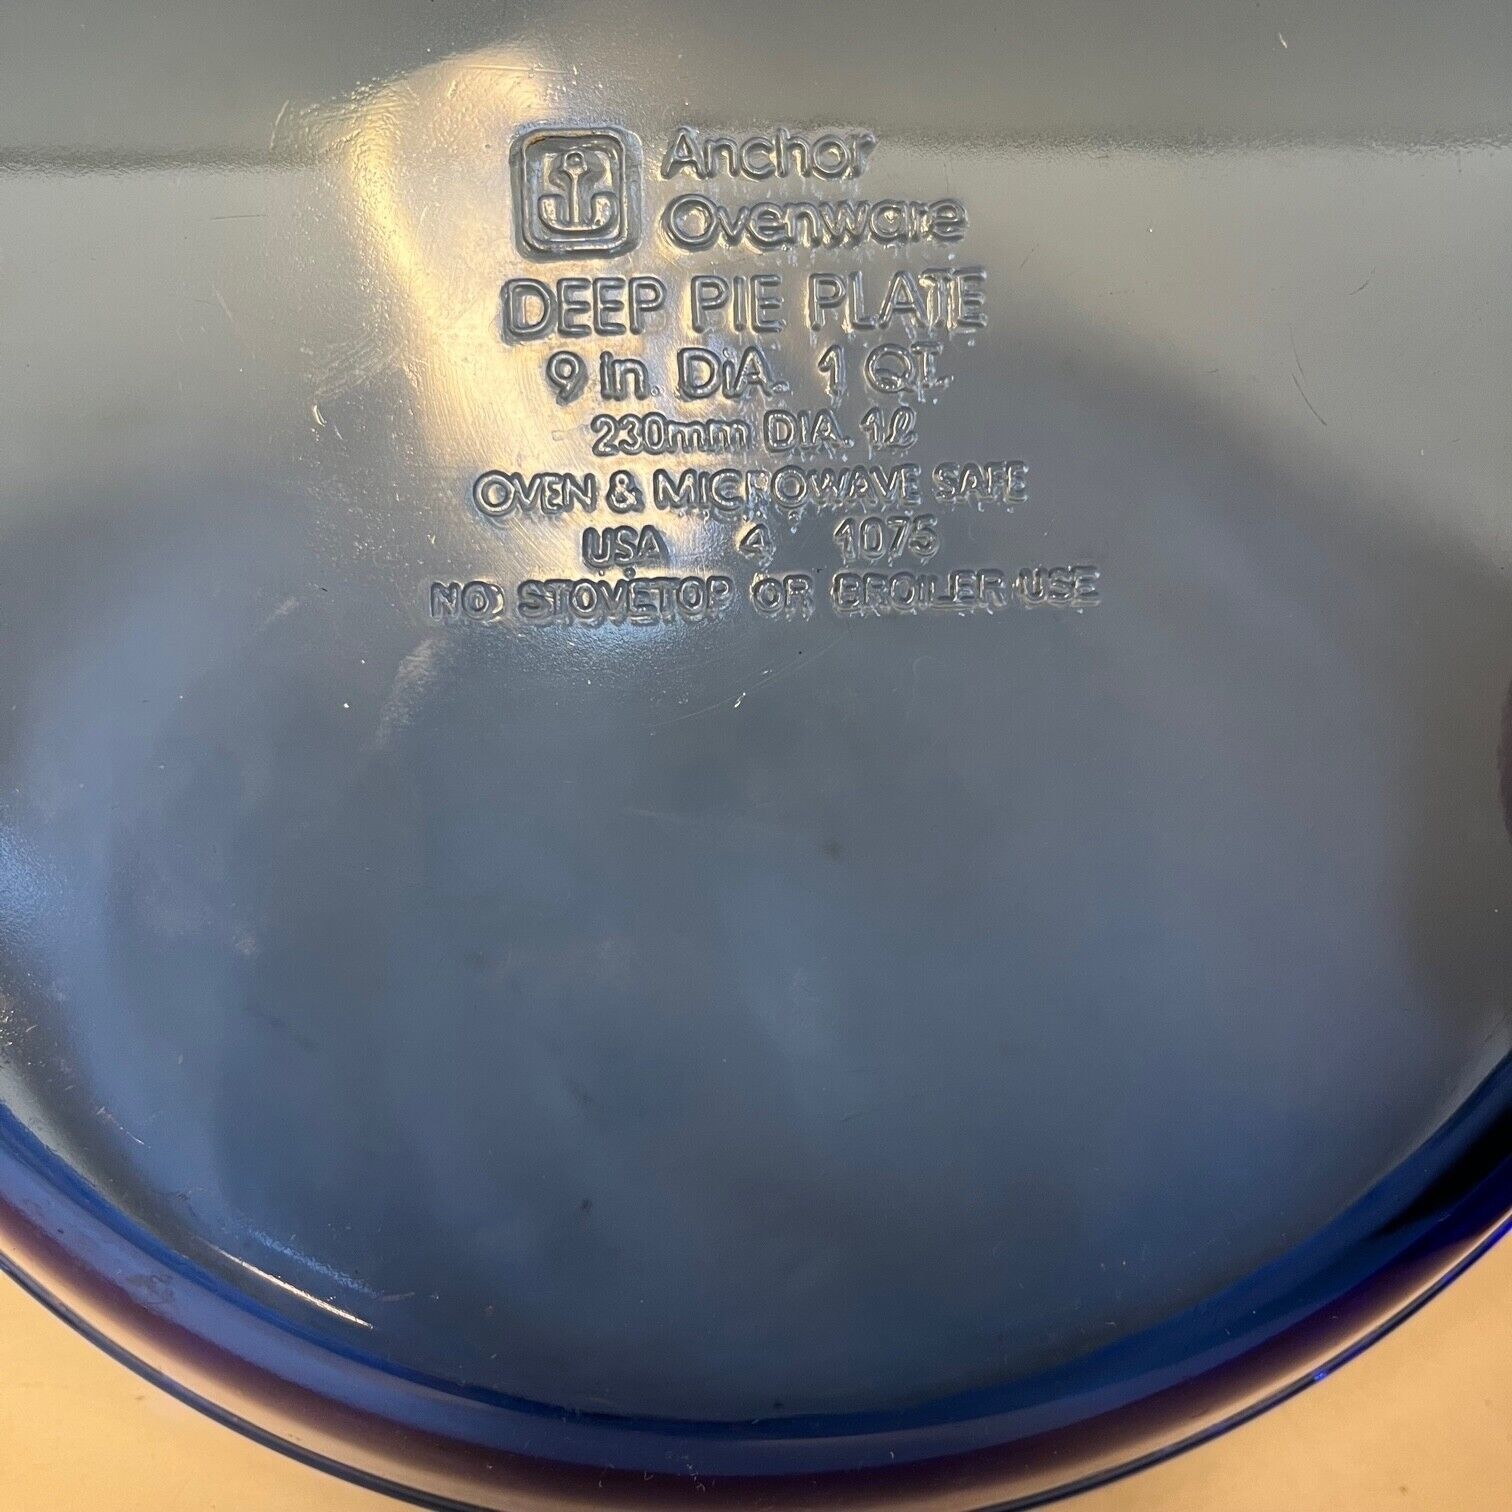 Anchor
Ovenware
DEEP PIE PLATE
9 in. DiA. 1 QT.
230mm DIA. 1ℓ
OVEN & MICROWAVE SAFE
USA 4 1075
NO STOVETOP OR BROILER USE